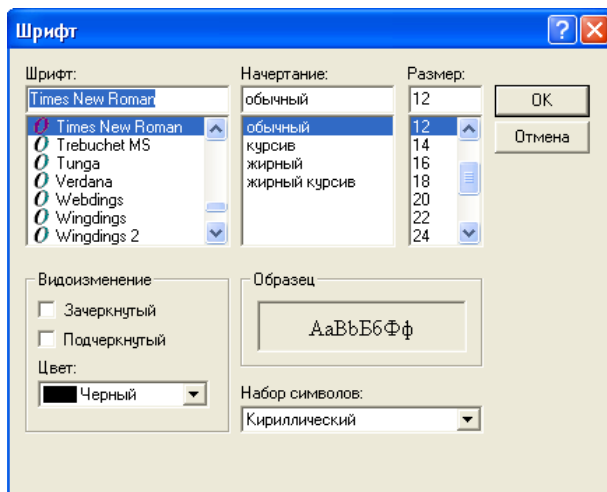 Шрифт
Шрифт:
Times New Roman
Times New Roman
Trebuchet MS
Tunga
Verdana
Webdings
Wingdings
Wingdings 2
Начертание:
обычный
обычный
курсив
жирный
жирный курсив
Размер:
12
12
14
16
18
20
22
24
OK
Отмена
Видоизменение
Зачеркнутый
Подчеркнутый
Цвет:
Черный
Образец
АаBbБбФф
Набор символов:
Кириллический